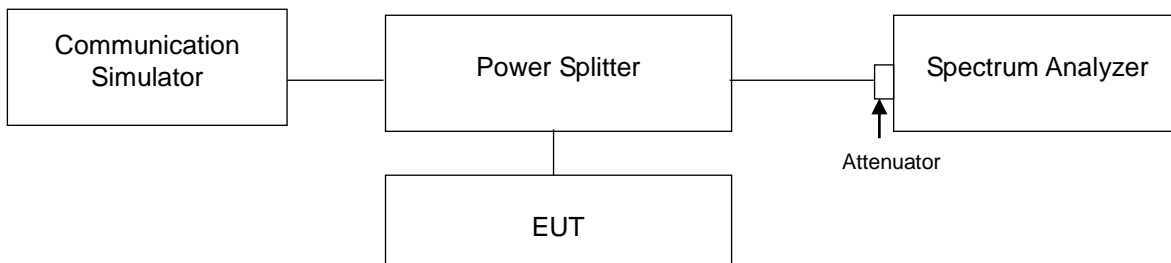 Communication
Simulator
Power Splitter
Spectrum Analyzer
Attenuator
EUT